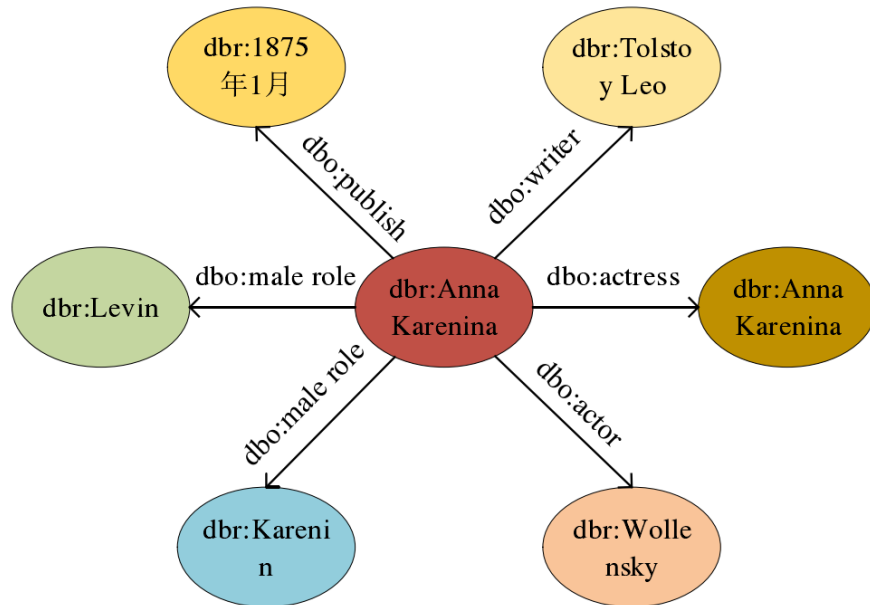 dbr:1875
年1月
dbr:Tolsto
y Leo
dbo:publish
dbo:writer
dbr:Levin
dbo:male role
dbr:Anna
Karenina
dbo:actress
dbr:Anna
Karenina
dbo:male role
dbo:actor
dbr:Kareni
n
dbr:Wolle
nsky